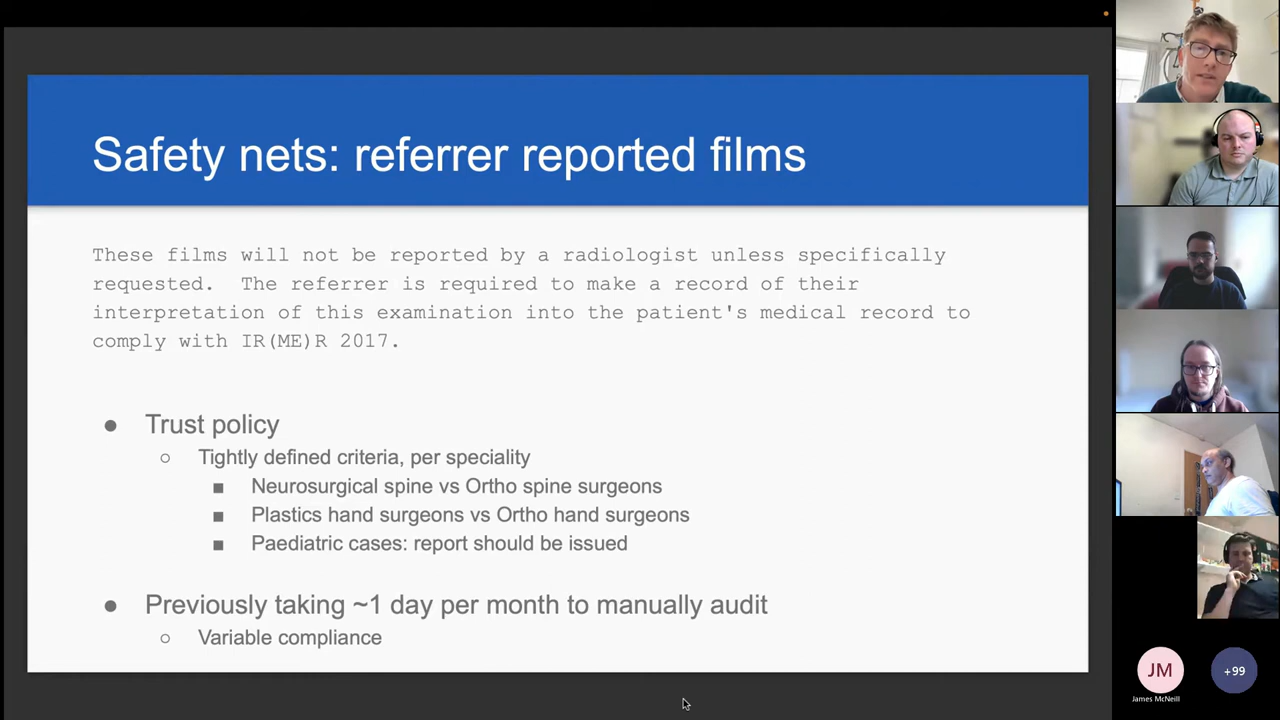 Safety nets: referrer reported films
These films will not be reported by a radiologist unless specifically
requested. The referrer is required to make a record of their
interpretation of this examination into the patient's medical record to
comply with IR(ME)R 2017.
● Trust policy
○ Tightly defined criteria, per speciality
■ Neurosurgical spine vs Ortho spine surgeons
■ Plastics hand surgeons vs Ortho hand surgeons
■ Paediatric cases: report should be issued
● Previously taking ~1 day per month to manually audit
○ Variable compliance
JM
+99
James McNeill